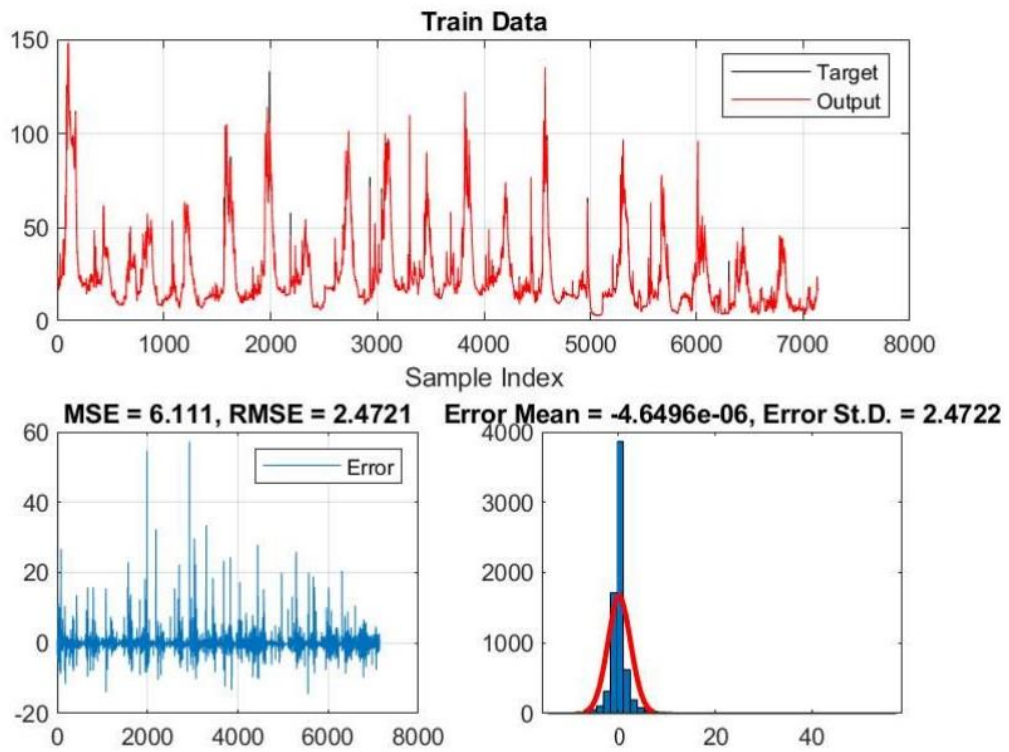 Train Data
150
100
50
0
Target
Output
0 1000 2000 3000 4000 5000 6000 7000 8000
Sample Index
MSE = 6.111, RMSE = 2.4721
60
40
20
0
-20
Error
0 2000 4000 6000 8000
Error Mean = -4.6496e-06, Error St.D. = 2.4722
4000
3000
2000
1000
0
0 20 40